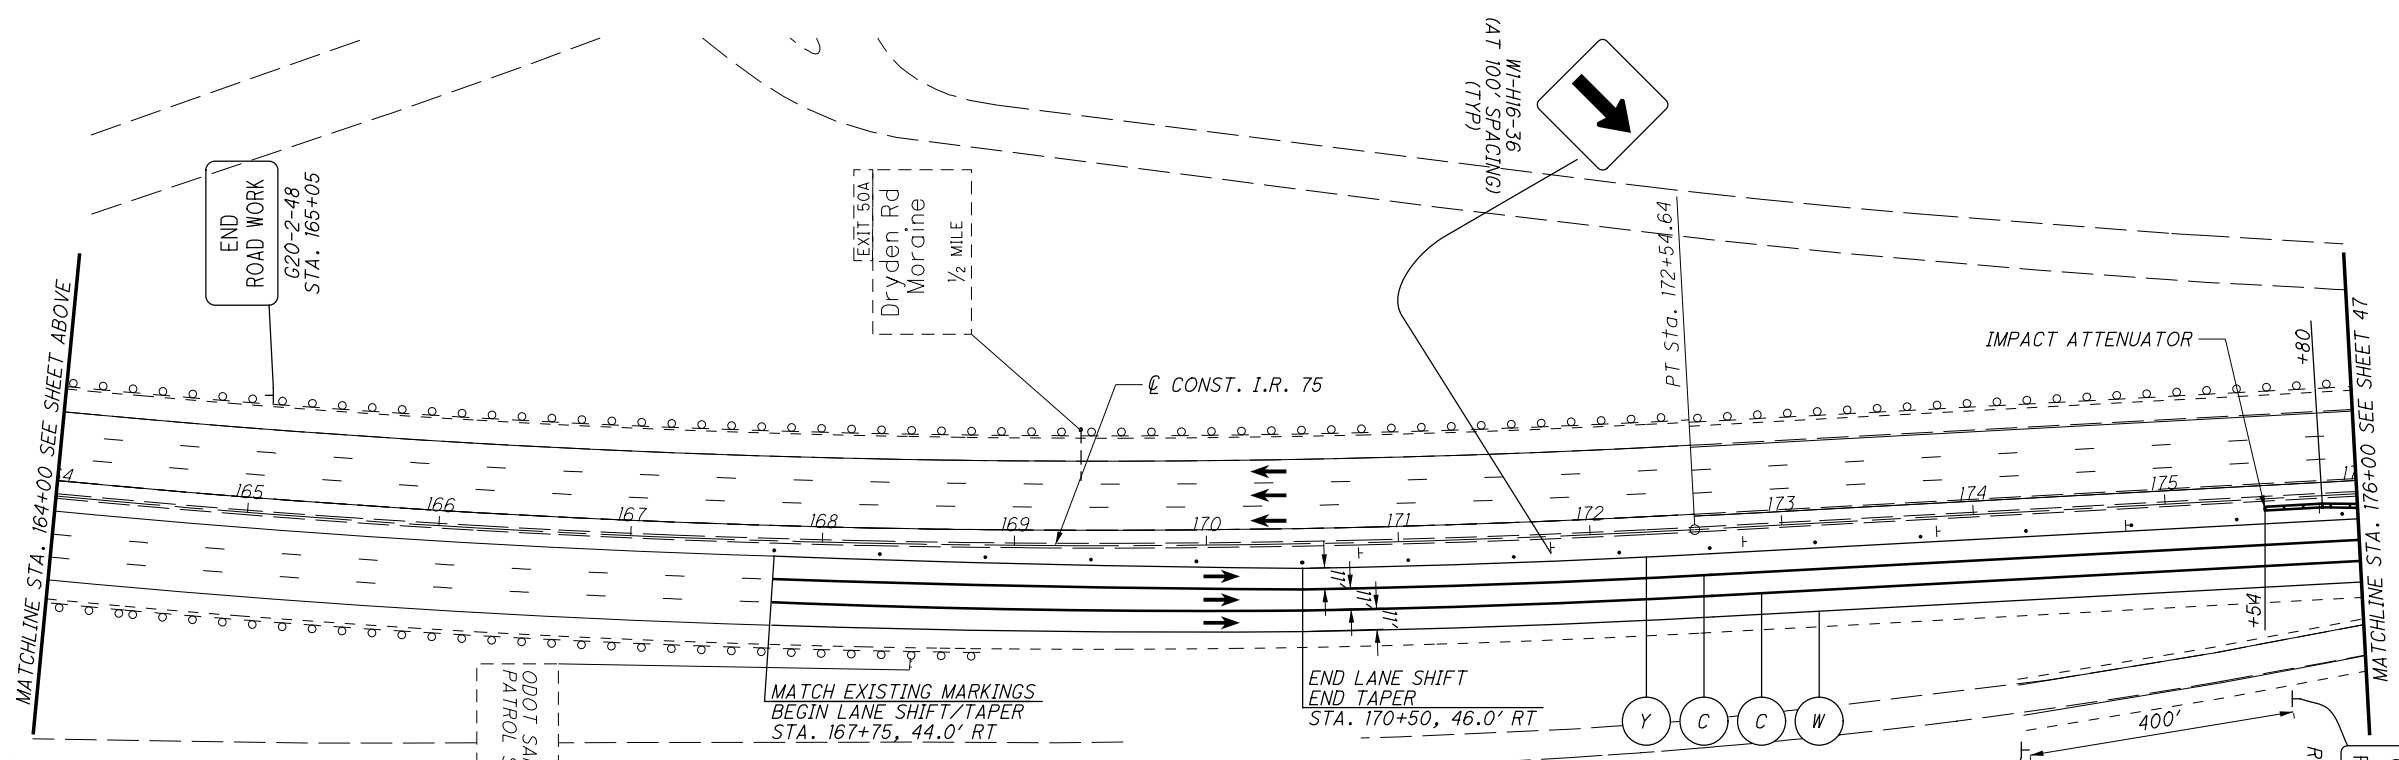 MATCHLINE STA. 164+00 SEE SHEET ABOVE
END
ROAD WORK
G20-2-48
STA. 165+05
EXIT 50A
Dryden Rd
Moraine
½ MILE
℄ CONST. I.R. 75
W1-H16-36
(AT 100' SPACING)
(TYP)
PT Sta. 172+54.64
IMPACT ATTENUATOR
+80
MATCHLINE STA. 176+00 SEE SHEET 47
4
165
166
167
168
169
170
171
172
173
174
175
11'
11'
11'
+54
MATCH EXISTING MARKINGS
BEGIN LANE SHIFT/TAPER
STA. 167+75, 44.0' RT
END LANE SHIFT
END TAPER
STA. 170+50, 46.0' RT
Y
C
C
W
400'
ODOT
PATROL
R